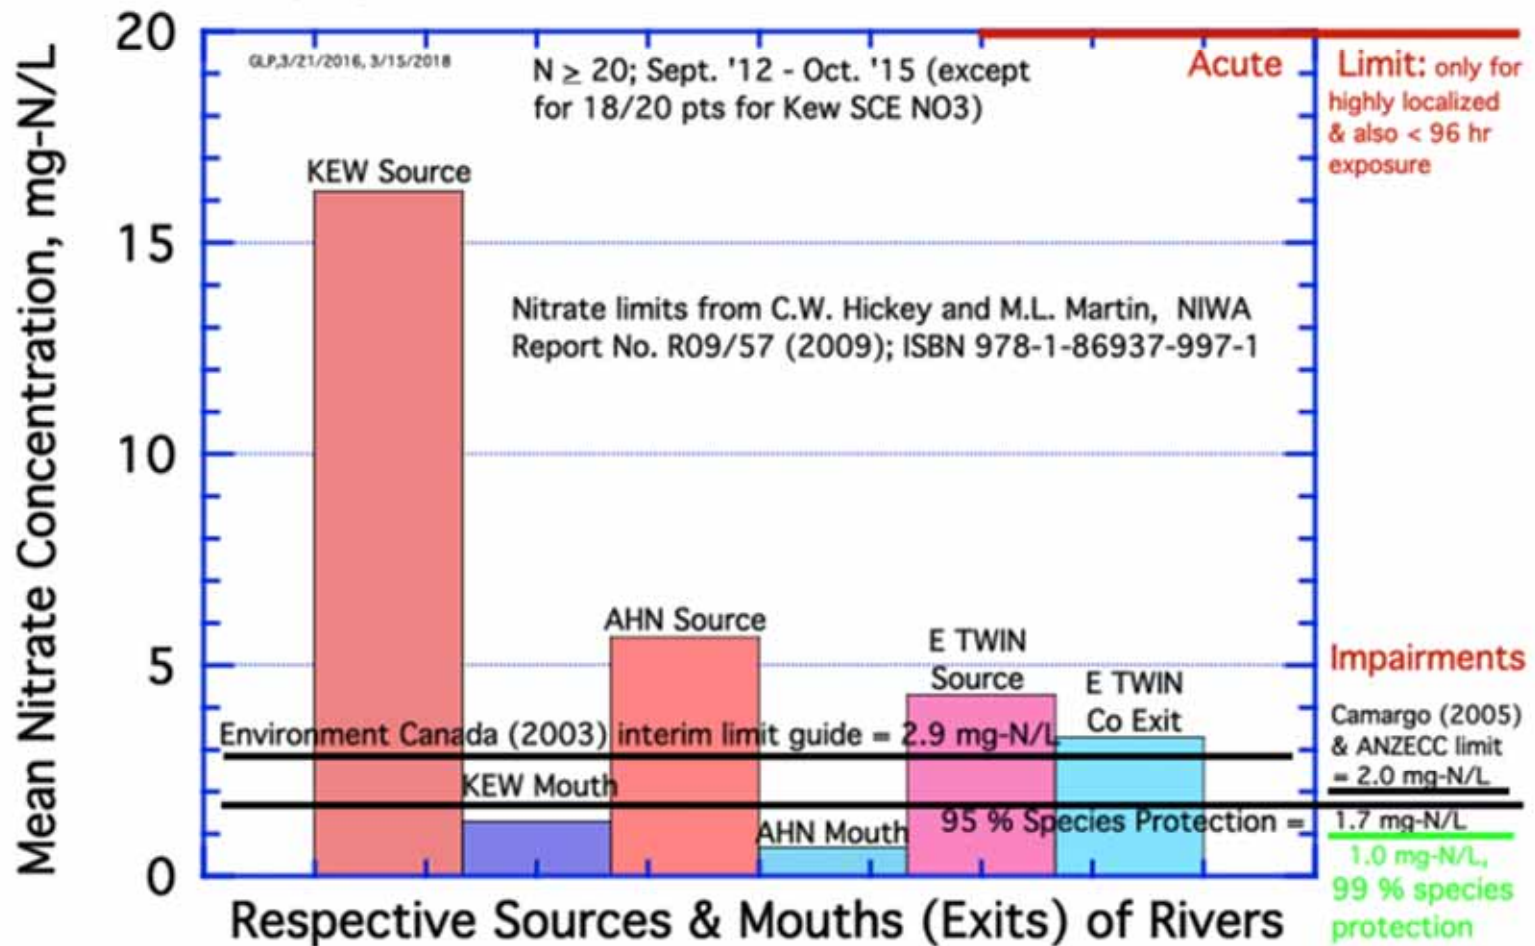 Mean Nitrate Concentration, mg-N/L
20
15
10
5
0
GLP,3/21/2016, 3/15/2018
N ≥ 20; Sept. '12 - Oct. '15 (except
for 18/20 pts for Kew SCE NO3)
Acute Limit: only for
highly localized
& also < 96 hr
exposure
KEW Source
Nitrate limits from C.W. Hickey and M.L. Martin, NIWA
Report No. R09/57 (2009); ISBN 978-1-86937-997-1
AHN Source
E TWIN
Source
E TWIN
Co Exit
Environment Canada (2003) interim limit guide = 2.9 mg-N/L
KEW Mouth
AHN Mouth
Impairments
Camargo (2005)
& ANZECC limit
= 2.0 mg-N/L
95 % Species Protection = 1.7 mg-N/L
1.0 mg-N/L,
99 % species
protection
Respective Sources & Mouths (Exits) of Rivers